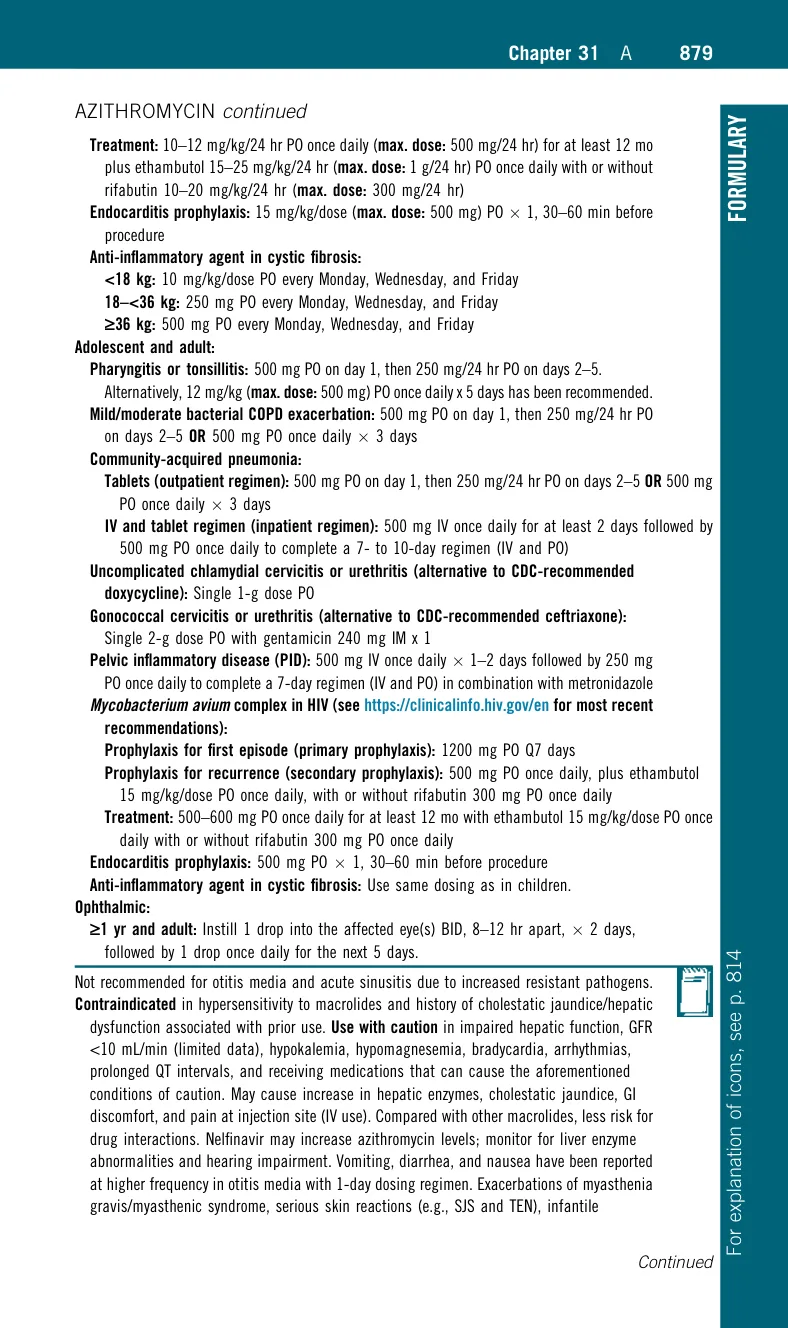 Chapter 31 A 879
AZITHROMYCIN continued
Treatment: 10–12 mg/kg/24 hr PO once daily (max. dose: 500 mg/24 hr) for at least 12 mo
plus ethambutol 15–25 mg/kg/24 hr (max. dose: 1 g/24 hr) PO once daily with or without
rifabutin 10–20 mg/kg/24 hr (max. dose: 300 mg/24 hr)
Endocarditis prophylaxis: 15 mg/kg/dose (max. dose: 500 mg) PO × 1, 30–60 min before
procedure
Anti-inflammatory agent in cystic fibrosis:
<18 kg: 10 mg/kg/dose PO every Monday, Wednesday, and Friday
18–<36 kg: 250 mg PO every Monday, Wednesday, and Friday
≥36 kg: 500 mg PO every Monday, Wednesday, and Friday
Adolescent and adult:
Pharyngitis or tonsillitis: 500 mg PO on day 1, then 250 mg/24 hr PO on days 2–5.
Alternatively, 12 mg/kg (max. dose: 500 mg) PO once daily x 5 days has been recommended.
Mild/moderate bacterial COPD exacerbation: 500 mg PO on day 1, then 250 mg/24 hr PO
on days 2–5 OR 500 mg PO once daily × 3 days
Community-acquired pneumonia:
Tablets (outpatient regimen): 500 mg PO on day 1, then 250 mg/24 hr PO on days 2–5 OR 500 mg
PO once daily × 3 days
IV and tablet regimen (inpatient regimen): 500 mg IV once daily for at least 2 days followed by
500 mg PO once daily to complete a 7- to 10-day regimen (IV and PO)
Uncomplicated chlamydial cervicitis or urethritis (alternative to CDC-recommended
doxycycline): Single 1-g dose PO
Gonococcal cervicitis or urethritis (alternative to CDC-recommended ceftriaxone):
Single 2-g dose PO with gentamicin 240 mg IM x 1
Pelvic inflammatory disease (PID): 500 mg IV once daily × 1–2 days followed by 250 mg
PO once daily to complete a 7-day regimen (IV and PO) in combination with metronidazole
Mycobacterium avium complex in HIV (see https://clinicalinfo.hiv.gov/en for most recent
recommendations):
Prophylaxis for first episode (primary prophylaxis): 1200 mg PO Q7 days
Prophylaxis for recurrence (secondary prophylaxis): 500 mg PO once daily, plus ethambutol
15 mg/kg/dose PO once daily, with or without rifabutin 300 mg PO once daily
Treatment: 500–600 mg PO once daily for at least 12 mo with ethambutol 15 mg/kg/dose PO once
daily with or without rifabutin 300 mg PO once daily
Endocarditis prophylaxis: 500 mg PO × 1, 30–60 min before procedure
Anti-inflammatory agent in cystic fibrosis: Use same dosing as in children.
Ophthalmic:
≥1 yr and adult: Instill 1 drop into the affected eye(s) BID, 8–12 hr apart, × 2 days,
followed by 1 drop once daily for the next 5 days.
Not recommended for otitis media and acute sinusitis due to increased resistant pathogens.
Contraindicated in hypersensitivity to macrolides and history of cholestatic jaundice/hepatic
dysfunction associated with prior use. Use with caution in impaired hepatic function, GFR
<10 mL/min (limited data), hypokalemia, hypomagnesemia, bradycardia, arrhythmias,
prolonged QT intervals, and receiving medications that can cause the aforementioned
conditions of caution. May cause increase in hepatic enzymes, cholestatic jaundice, GI
discomfort, and pain at injection site (IV use). Compared with other macrolides, less risk for
drug interactions. Nelfinavir may increase azithromycin levels; monitor for liver enzyme
abnormalities and hearing impairment. Vomiting, diarrhea, and nausea have been reported
at higher frequency in otitis media with 1-day dosing regimen. Exacerbations of myasthenia
gravis/myasthenic syndrome, serious skin reactions (e.g., SJS and TEN), infantile
Continued
FORMULARY
For explanation of icons, see p. 814